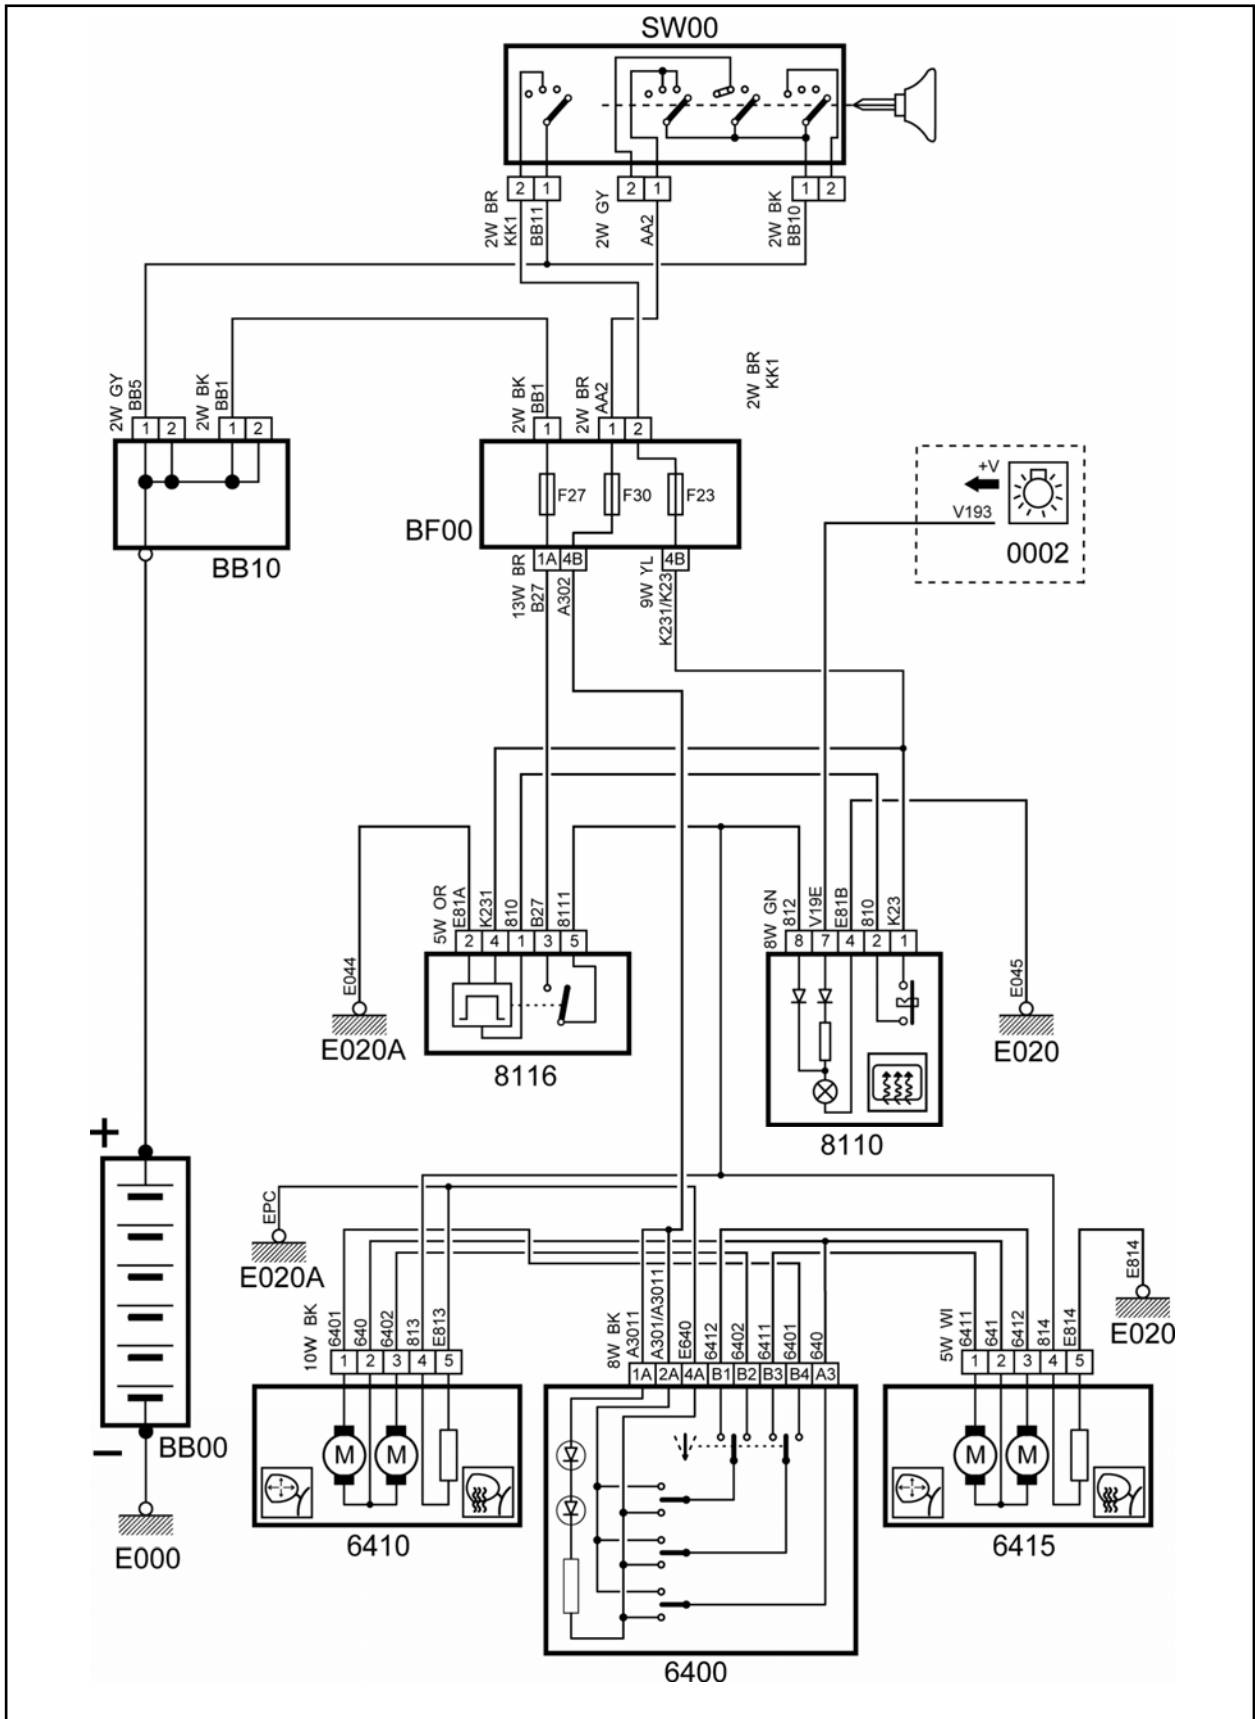 SW00
2 1 2 1 1 2
2W BR
KK1
BB11
2W GY
AA2
2W BK
BB10
2W GY
BB5
2W BK
BB1
2W BK
BB1
2W BR
AA2
2W BR
KK1
1 2 1 2
1 1 2
F27 F30 F23
BF00
BB10
+V
V193
0002
1A 4B 4B
13W BR
B27
A302
9W YL
K231/K23
5W OR
E81A
K231
810
B27
8111
8W GN
812
V19E
E81B
810
K23
2 4 1 3 5
8 7 4 2 1
E044
E020A
8116
E045
E020
8110
+
−
BB00
E000
EPC
E020A
10W BK
6401
640
6402
813
E813
1 2 3 4 5
M M
6410
8W BK
A3011
A301/A3011
E640
6412
6402
6411
6401
640
1A 2A 4A B1 B2 B3 B4 A3
6400
5W WI
6411
641
6412
814
E814
1 2 3 4 5
M M
6415
E814
E020